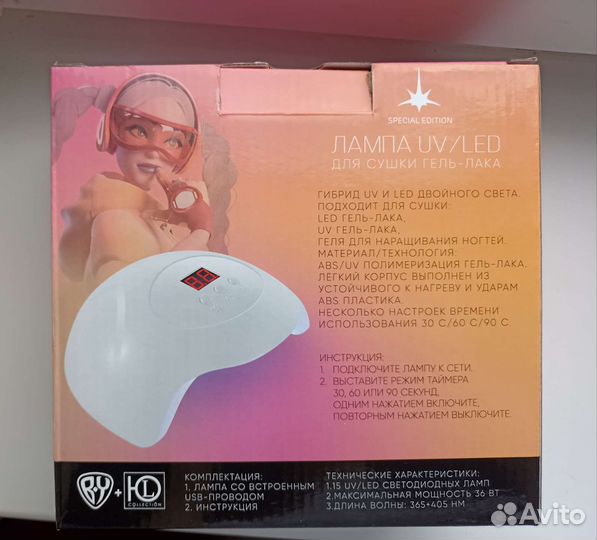 SPECIAL EDITION
ЛАМПА UV/LED
ДЛЯ СУШКИ ГЕЛЬ-ЛАКА
ГИБРИД UV И LED ДВОЙНОГО СВЕТА.
ПОДХОДИТ ДЛЯ СУШКИ:
LED ГЕЛЬ-ЛАКА,
UV ГЕЛЬ-ЛАКА,
ГЕЛЯ ДЛЯ НАРАЩИВАНИЯ НОГТЕЙ.
МАТЕРИАЛ/ТЕХНОЛОГИЯ:
ABS/UV ПОЛИМЕРИЗАЦИЯ ГЕЛЬ-ЛАКА.
ЛЁГКИЙ КОРПУС ВЫПОЛНЕН ИЗ
УСТОЙЧИВОГО К НАГРЕВУ И УДАРАМ
ABS ПЛАСТИКА.
НЕСКОЛЬКО НАСТРОЕК ВРЕМЕНИ
ИСПОЛЬЗОВАНИЯ 30 С/60 С/90 С.
ИНСТРУКЦИЯ:
1. ПОДКЛЮЧИТЕ ЛАМПУ К СЕТИ.
2. ВЫСТАВИТЕ РЕЖИМ ТАЙМЕРА
30, 60 ИЛИ 90 СЕКУНД,
ОДНИМ НАЖАТИЕМ ВКЛЮЧИТЕ,
ПОВТОРНЫМ НАЖАТИЕМ ВЫКЛЮЧИТЕ.
КОМПЛЕКТАЦИЯ:
1. ЛАМПА СО ВСТРОЕННЫМ
USB-ПРОВОДОМ
2. ИНСТРУКЦИЯ
ТЕХНИЧЕСКИЕ ХАРАКТЕРИСТИКИ:
1.15 UV/LED СВЕТОДИОДНЫХ ЛАМП
2.МАКСИМАЛЬНАЯ МОЩНОСТЬ 36 ВТ
3.ДЛИНА ВОЛНЫ: 365+405 НМ
+
COLLECTION
Avito